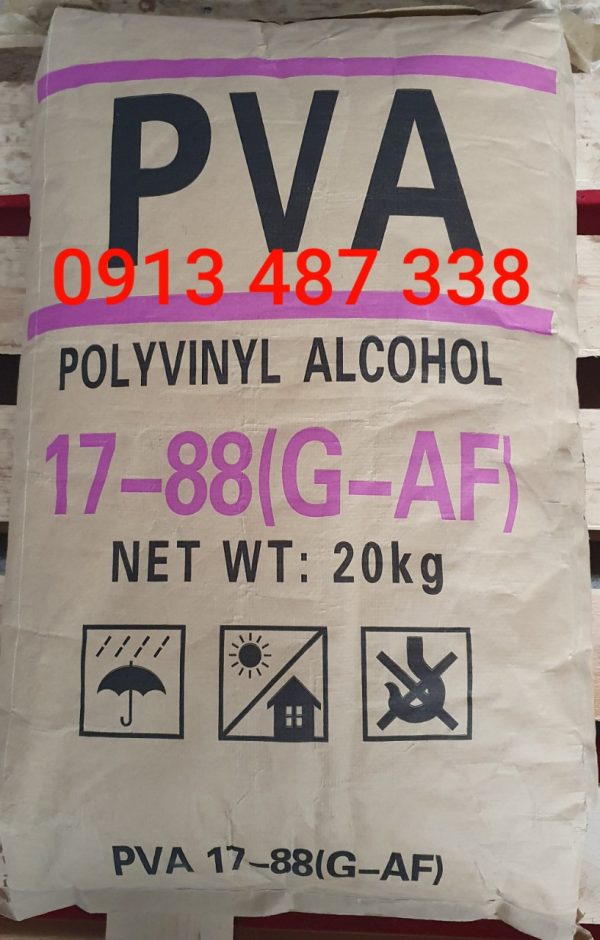 PVA
0913 487 338
POLYVINYL ALCOHOL
17-88(G-AF)
NET WT: 20kg
PVA 17-88(G-AF)